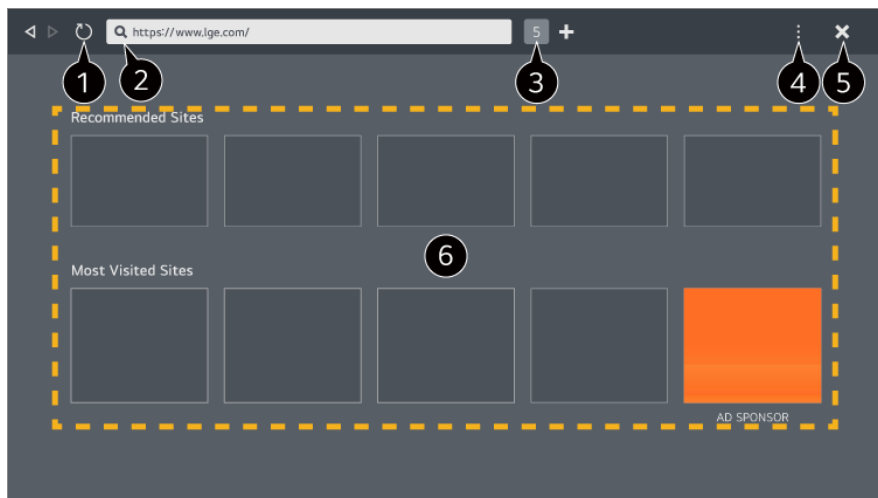 https://www.lge.com/ 5
1 2 3 4 5
Recommended Sites
6
Most Visited Sites
AD SPONSOR